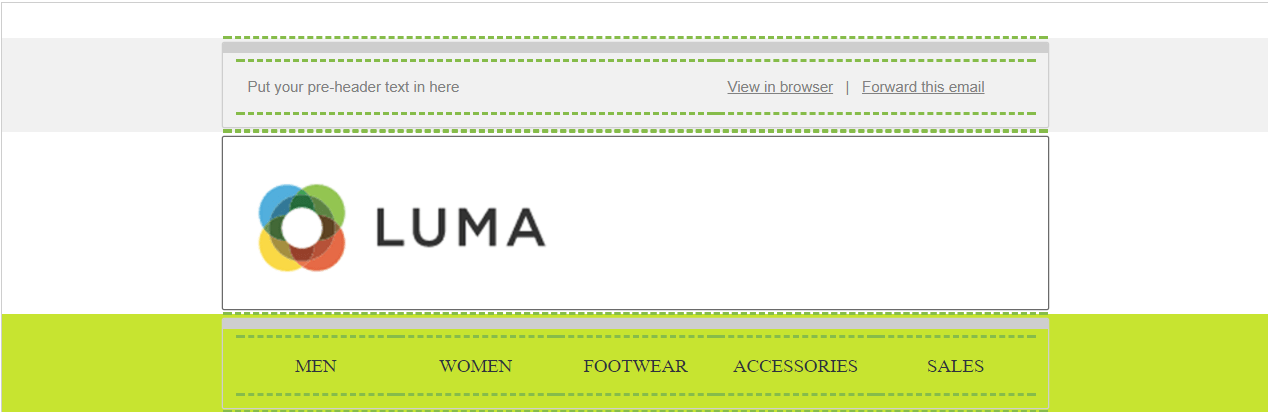 Put your pre-header text in here View in browser | Forward this email
LUMA
MEN WOMEN FOOTWEAR ACCESSORIES SALES